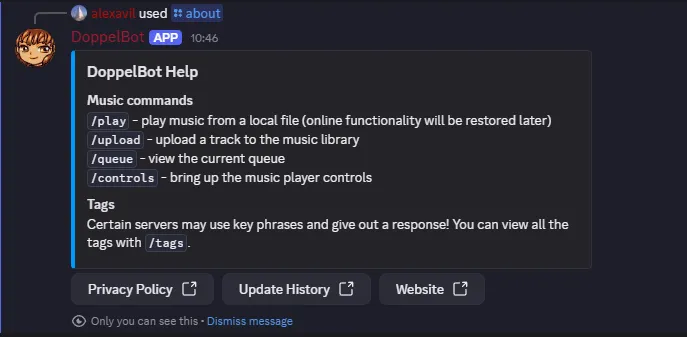 alexavil used about
DoppelBot APP 10:46
DoppelBot Help
Music commands
/play - play music from a local file (online functionality will be restored later)
/upload - upload a track to the music library
/queue - view the current queue
/controls - bring up the music player controls
Tags
Certain servers may use key phrases and give out a response! You can view all the
tags with /tags.
Privacy Policy Update History Website
Only you can see this • Dismiss message